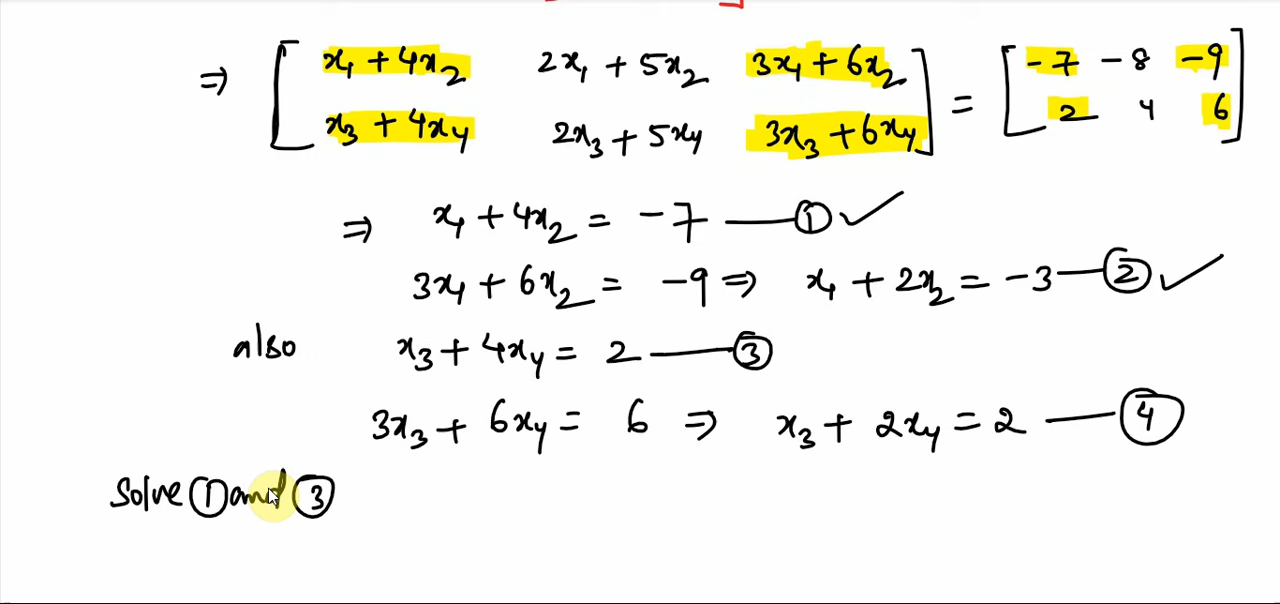 ⇒ [ x₁ + 4x₂ 2x₁ + 5x₂ 3x₁ + 6x₂ ] = [ -7 -8 -9 ]
[ x₃ + 4x₄ 2x₃ + 5x₄ 3x₃ + 6x₄ ] [ 2 4 6 ]
⇒ x₁ + 4x₂ = -7 —— ① ✓
3x₁ + 6x₂ = -9 ⇒ x₁ + 2x₂ = -3 —— ② ✓
also x₃ + 4x₄ = 2 —— ③
3x₃ + 6x₄ = 6 ⇒ x₃ + 2x₄ = 2 —— ④
Solve ① and ③